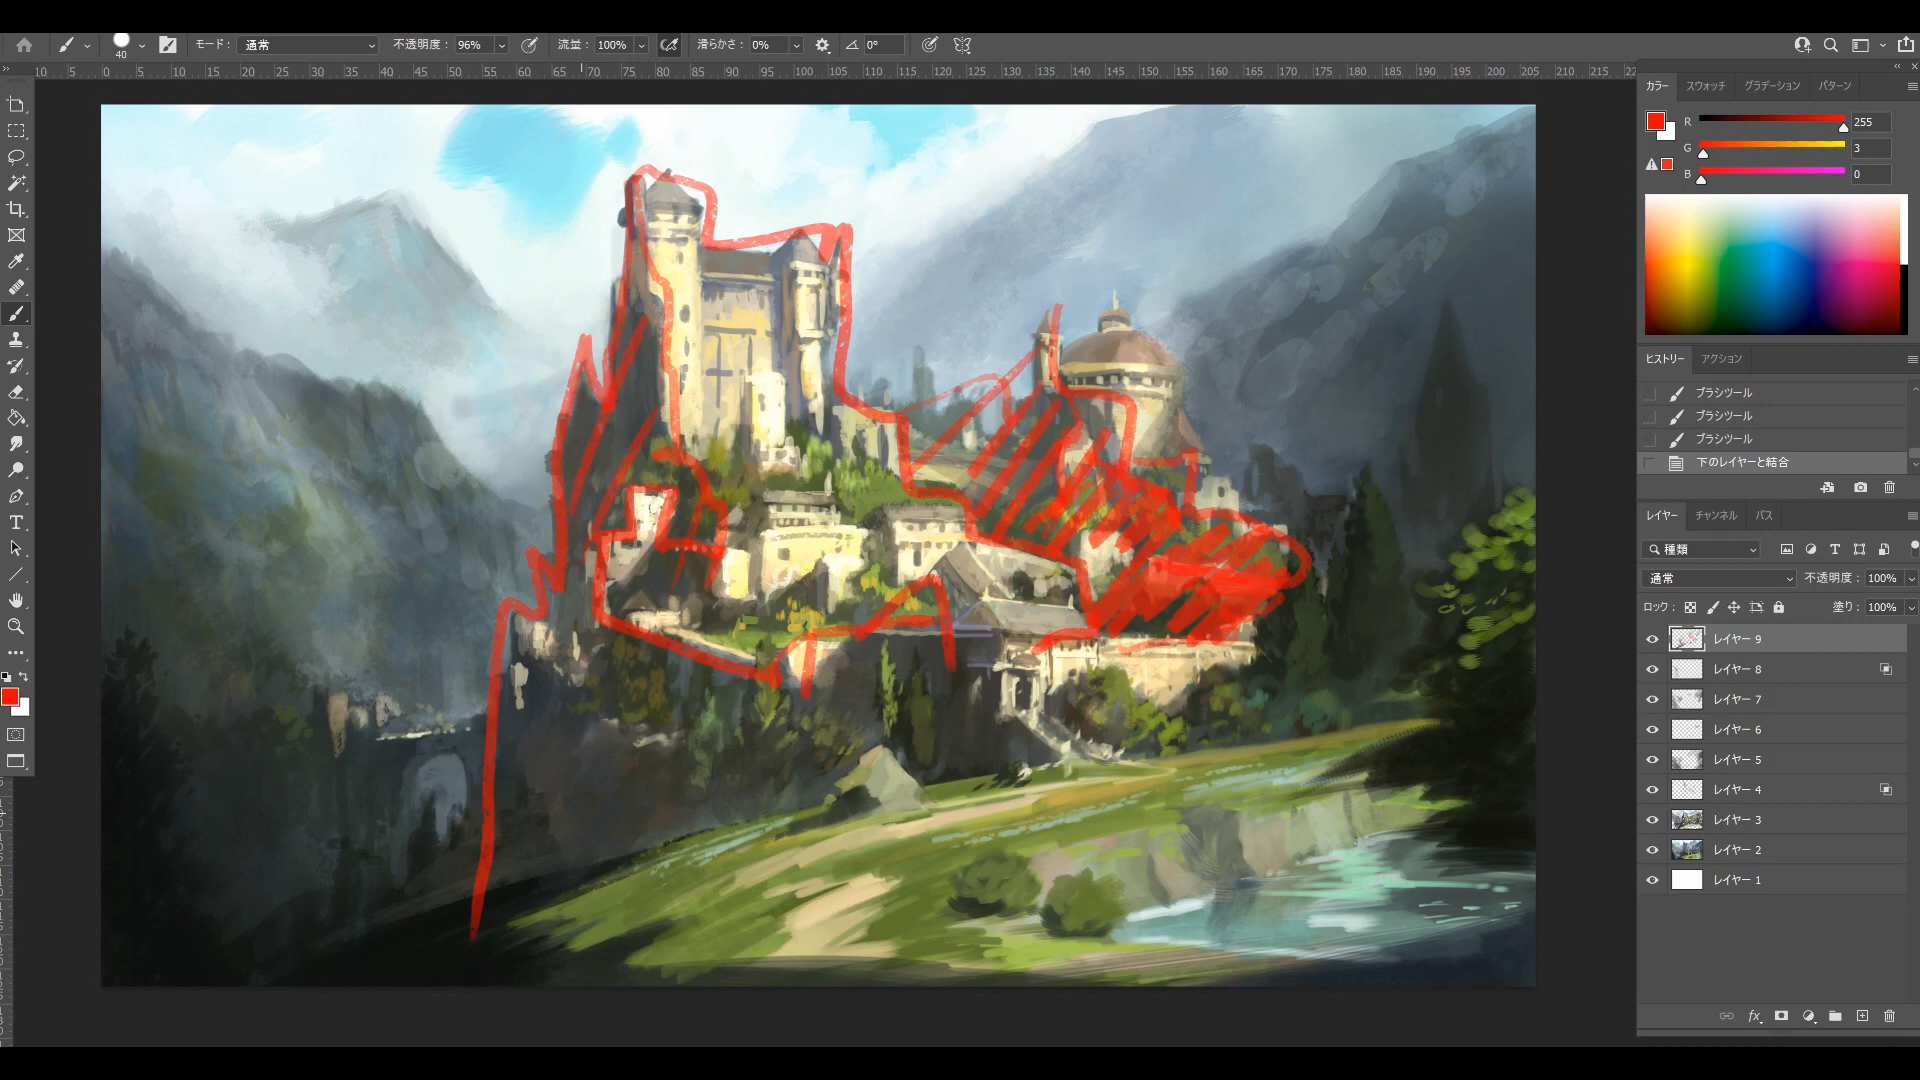 40 モード： 通常 不透明度： 96% 流量： 100% 滑らかさ： 0% 0°
10 5 0 5 10 15 20 25 30 35 40 45 50 55 60 65 70 75 80 85 90 95 100 105 110 115 120 125 130 135 140 145 150 155 160 165 170 175 180 185 190 195 200 205 210 215
カラー スウォッチ グラデーション パターン
R 255
G 3
B 0
ヒストリー アクション
ブラシツール
ブラシツール
ブラシツール
下のレイヤーと結合
レイヤー チャンネル パス
種類
通常 不透明度： 100%
ロック： 塗り： 100%
レイヤー 9
レイヤー 8
レイヤー 7
レイヤー 6
レイヤー 5
レイヤー 4
レイヤー 3
レイヤー 2
レイヤー 1
fx